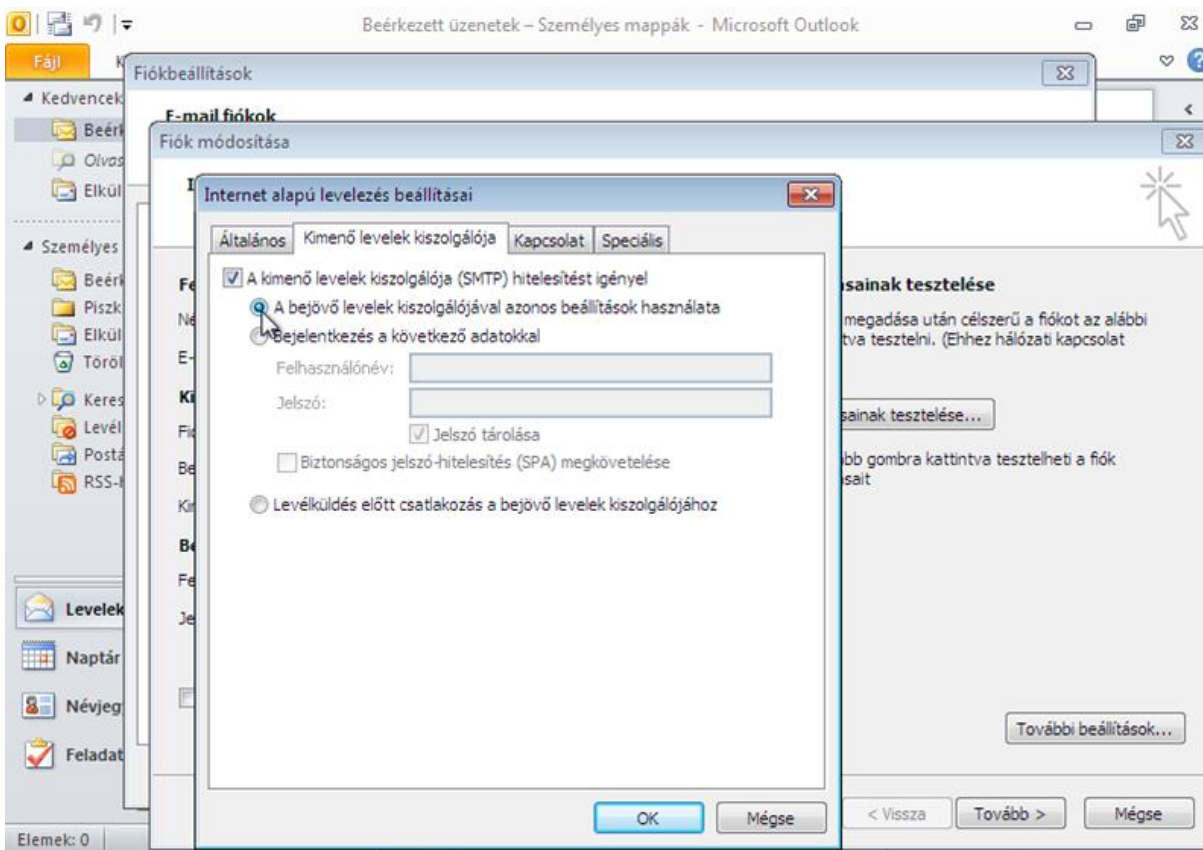 Beérkezett üzenetek – Személyes mappák - Microsoft Outlook
Fájl
Fiókbeállítások
Kedvencek
E-mail fiókok
Fiók módosítása
Internet alapú levelezés beállításai
Általános
Kimenő levelek kiszolgálója
Kapcsolat
Speciális
Személyes
A kimenő levelek kiszolgálója (SMTP) hitelesítést igényel
A bejövő levelek kiszolgálójával azonos beállítások használata
Bejelentkezés a következő adatokkal
Felhasználónév:
Jelszó:
Jelszó tárolása
Biztonságos jelszó-hitelesítés (SPA) megkövetelése
Levélküldés előtt csatlakozás a bejövő levelek kiszolgálójához
sainak tesztelése
megadása után célszerű a fiókot az alábbi
tva tesztelni. (Ehhez hálózati kapcsolat
sainak tesztelése...
bb gombra kattintva tesztelheti a fiók
sait
Beérk
Olvas
Elkül
Beérk
Piszk
Elkül
Töröl
Keres
Levél
Postá
RSS-H
Levelek
Naptár
Névjeg
Feladat
További beállítások...
OK
Mégse
< Vissza
Tovább >
Mégse
Elemek: 0